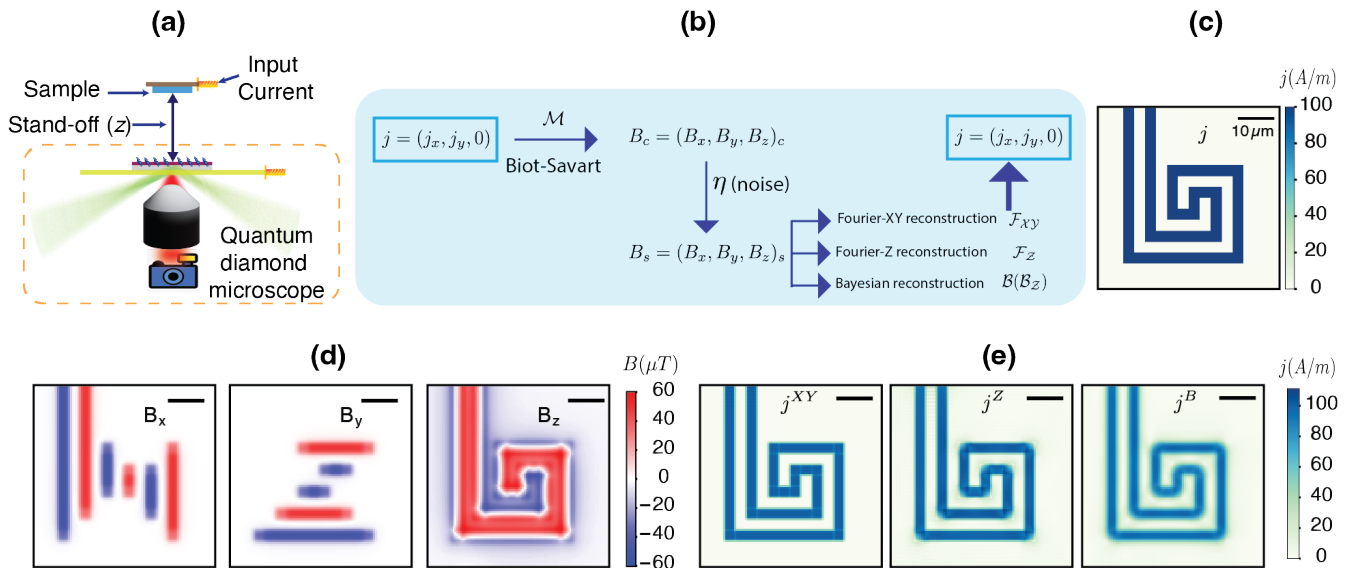 (a)
(b)
(c)
Input
Current
Sample
Stand-off (z)
Quantum
diamond
microscope
j = (j_x, j_y, 0)
ℳ
Biot-Savart
B_c = (B_x, B_y, B_z)_c
j = (j_x, j_y, 0)
η (noise)
B_s = (B_x, B_y, B_z)_s
Fourier-XY reconstruction ℱ_𝒳𝒴
Fourier-Z reconstruction ℱ_𝒵
Bayesian reconstruction ℬ(ℬ_𝒵)
j(A/m)
j
10 μm
100
80
60
40
20
0
(d)
(e)
B_x
B_y
B_z
B(μT)
60
40
20
0
−20
−40
−60
j^XY
j^Z
j^B
j(A/m)
100
80
60
40
20
0